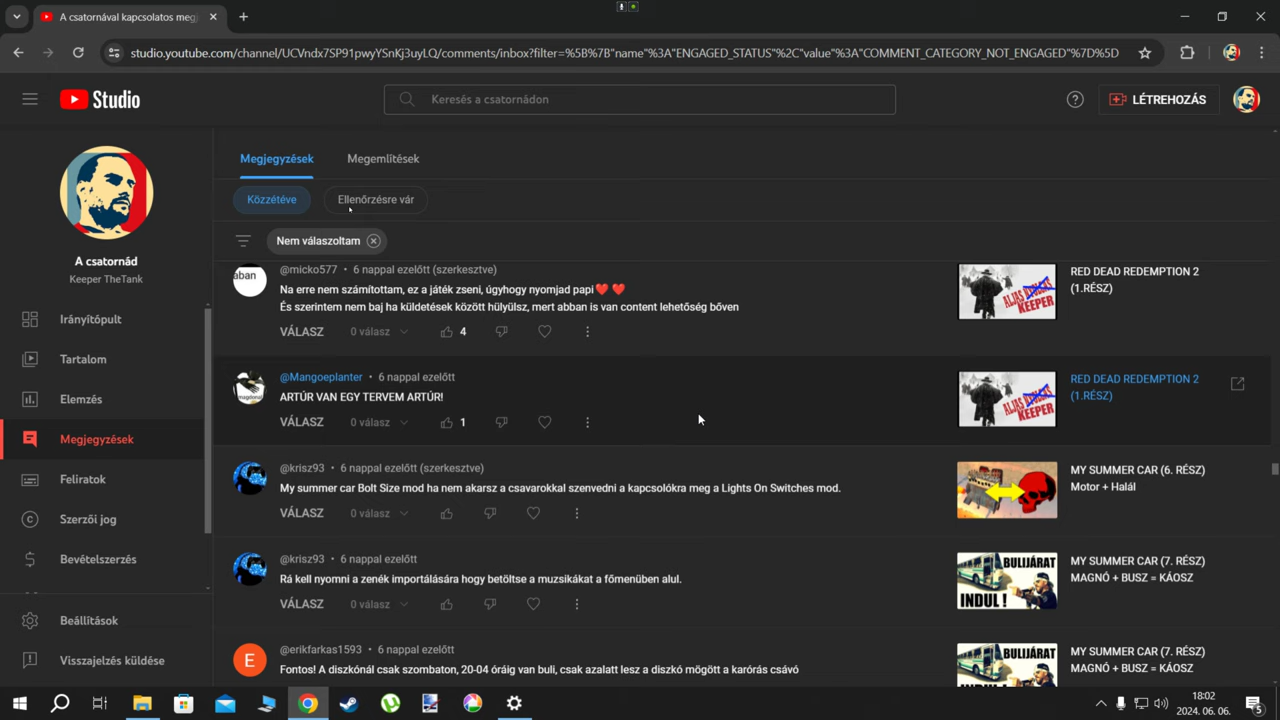 A csatornával kapcsolatos meg
studio.youtube.com/channel/UCVndx7SP91pwyYSnKj3uyLQ/comments/inbox?filter=%5B%7B"name"%3A"ENGAGED_STATUS"%2C"value"%3A"COMMENT_CATEGORY_NOT_ENGAGED"%7D%5D
Studio
Keresés a csatornádon
LÉTREHOZÁS
A csatornád
Keeper TheTank
Irányítópult
Tartalom
Elemzés
Megjegyzések
Feliratok
Szerzői jog
Bevételszerzés
Beállítások
Visszajelzés küldése
Megjegyzések
Megemlítések
Közzétéve
Ellenőrzésre vár
Nem válaszoltam
aban
@micko577 • 6 nappal ezelőtt (szerkesztve)
Na erre nem számítottam, ez a játék zseni, úgyhogy nyomjad papi❤️ ❤️
És szerintem nem baj ha küldetések között hülyülsz, mert abban is van content lehetőség bőven
VÁLASZ 0 válasz 4
ALJAS
KEEPER
RED DEAD REDEMPTION 2
(1.RÉSZ)
@Mangoeplanter • 6 nappal ezelőtt
ARTÚR VAN EGY TERVEM ARTÚR!
VÁLASZ 0 válasz 1
ALJAS
KEEPER
RED DEAD REDEMPTION 2
(1.RÉSZ)
@krisz93 • 6 nappal ezelőtt (szerkesztve)
My summer car Bolt Size mod ha nem akarsz a csavarokkal szenvedni a kapcsolókra meg a Lights On Switches mod.
VÁLASZ 0 válasz
MY SUMMER CAR (6. RÉSZ)
Motor + Halál
@krisz93 • 6 nappal ezelőtt
Rá kell nyomni a zenék importálására hogy betöltse a muzsikákat a főmenüben alul.
VÁLASZ 0 válasz
BULIJÁRAT
INDUL !
MY SUMMER CAR (7. RÉSZ)
MAGNÓ + BUSZ = KÁOSZ
E
@erikfarkas1593 • 6 nappal ezelőtt
Fontos! A diszkónál csak szombaton, 20-04 óráig van buli, csak azalatt lesz a diszkó mögött a karórás csávó
BULIJÁRAT
MY SUMMER CAR (7. RÉSZ)
MAGNÓ + BUSZ = KÁOSZ
18:02
2024. 06. 06.
5